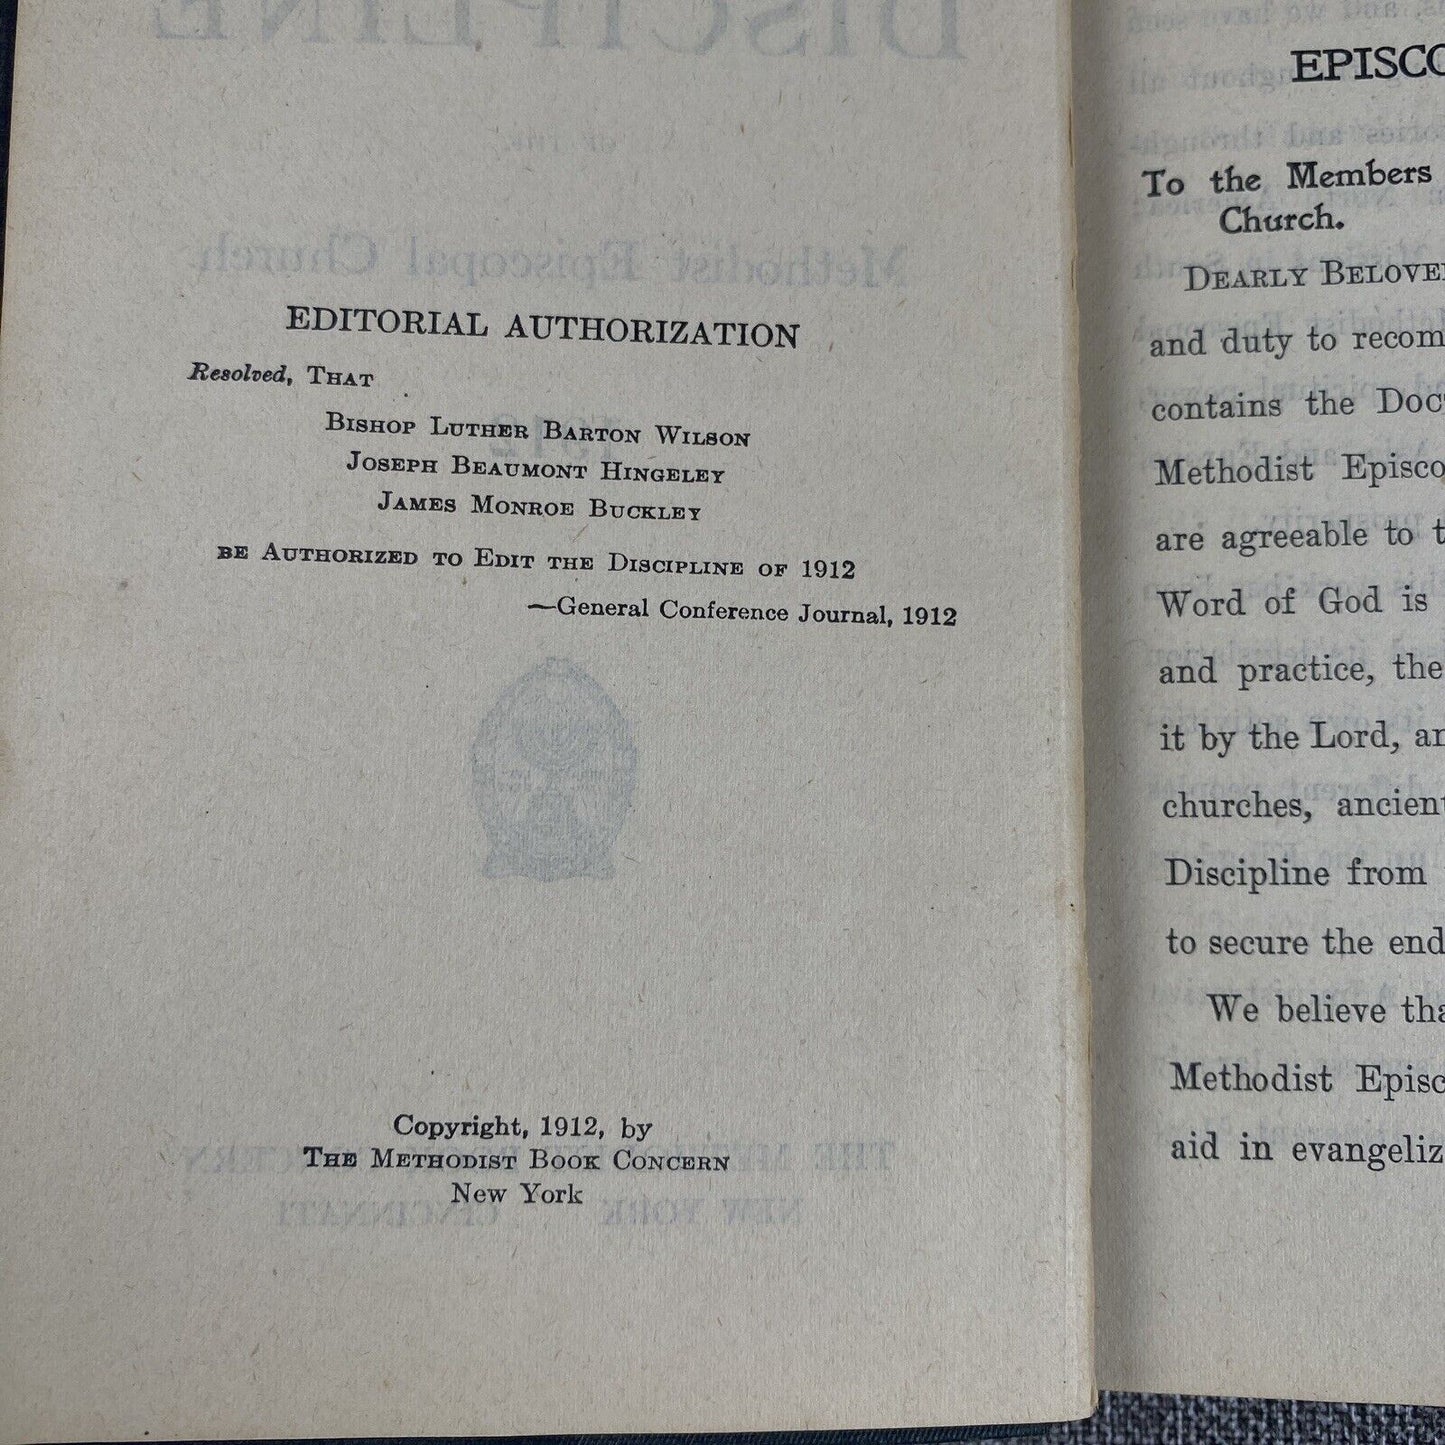 EDITORIAL AUTHORIZATION
Resolved, THAT
BISHOP LUTHER BARTON WILSON
JOSEPH BEAUMONT HINGELEY
JAMES MONROE BUCKLEY
BE AUTHORIZED TO EDIT THE DISCIPLINE OF 1912
—General Conference Journal, 1912
Copyright, 1912, by
THE METHODIST BOOK CONCERN
New York
EPISCO
To the Members
Church.
DEARLY BELOVE
and duty to recom
contains the Doc
Methodist Episco
are agreeable to t
Word of God is
and practice, the
it by the Lord, an
churches, ancient
Discipline from
to secure the end
We believe tha
Methodist Episc
aid in evangeliz